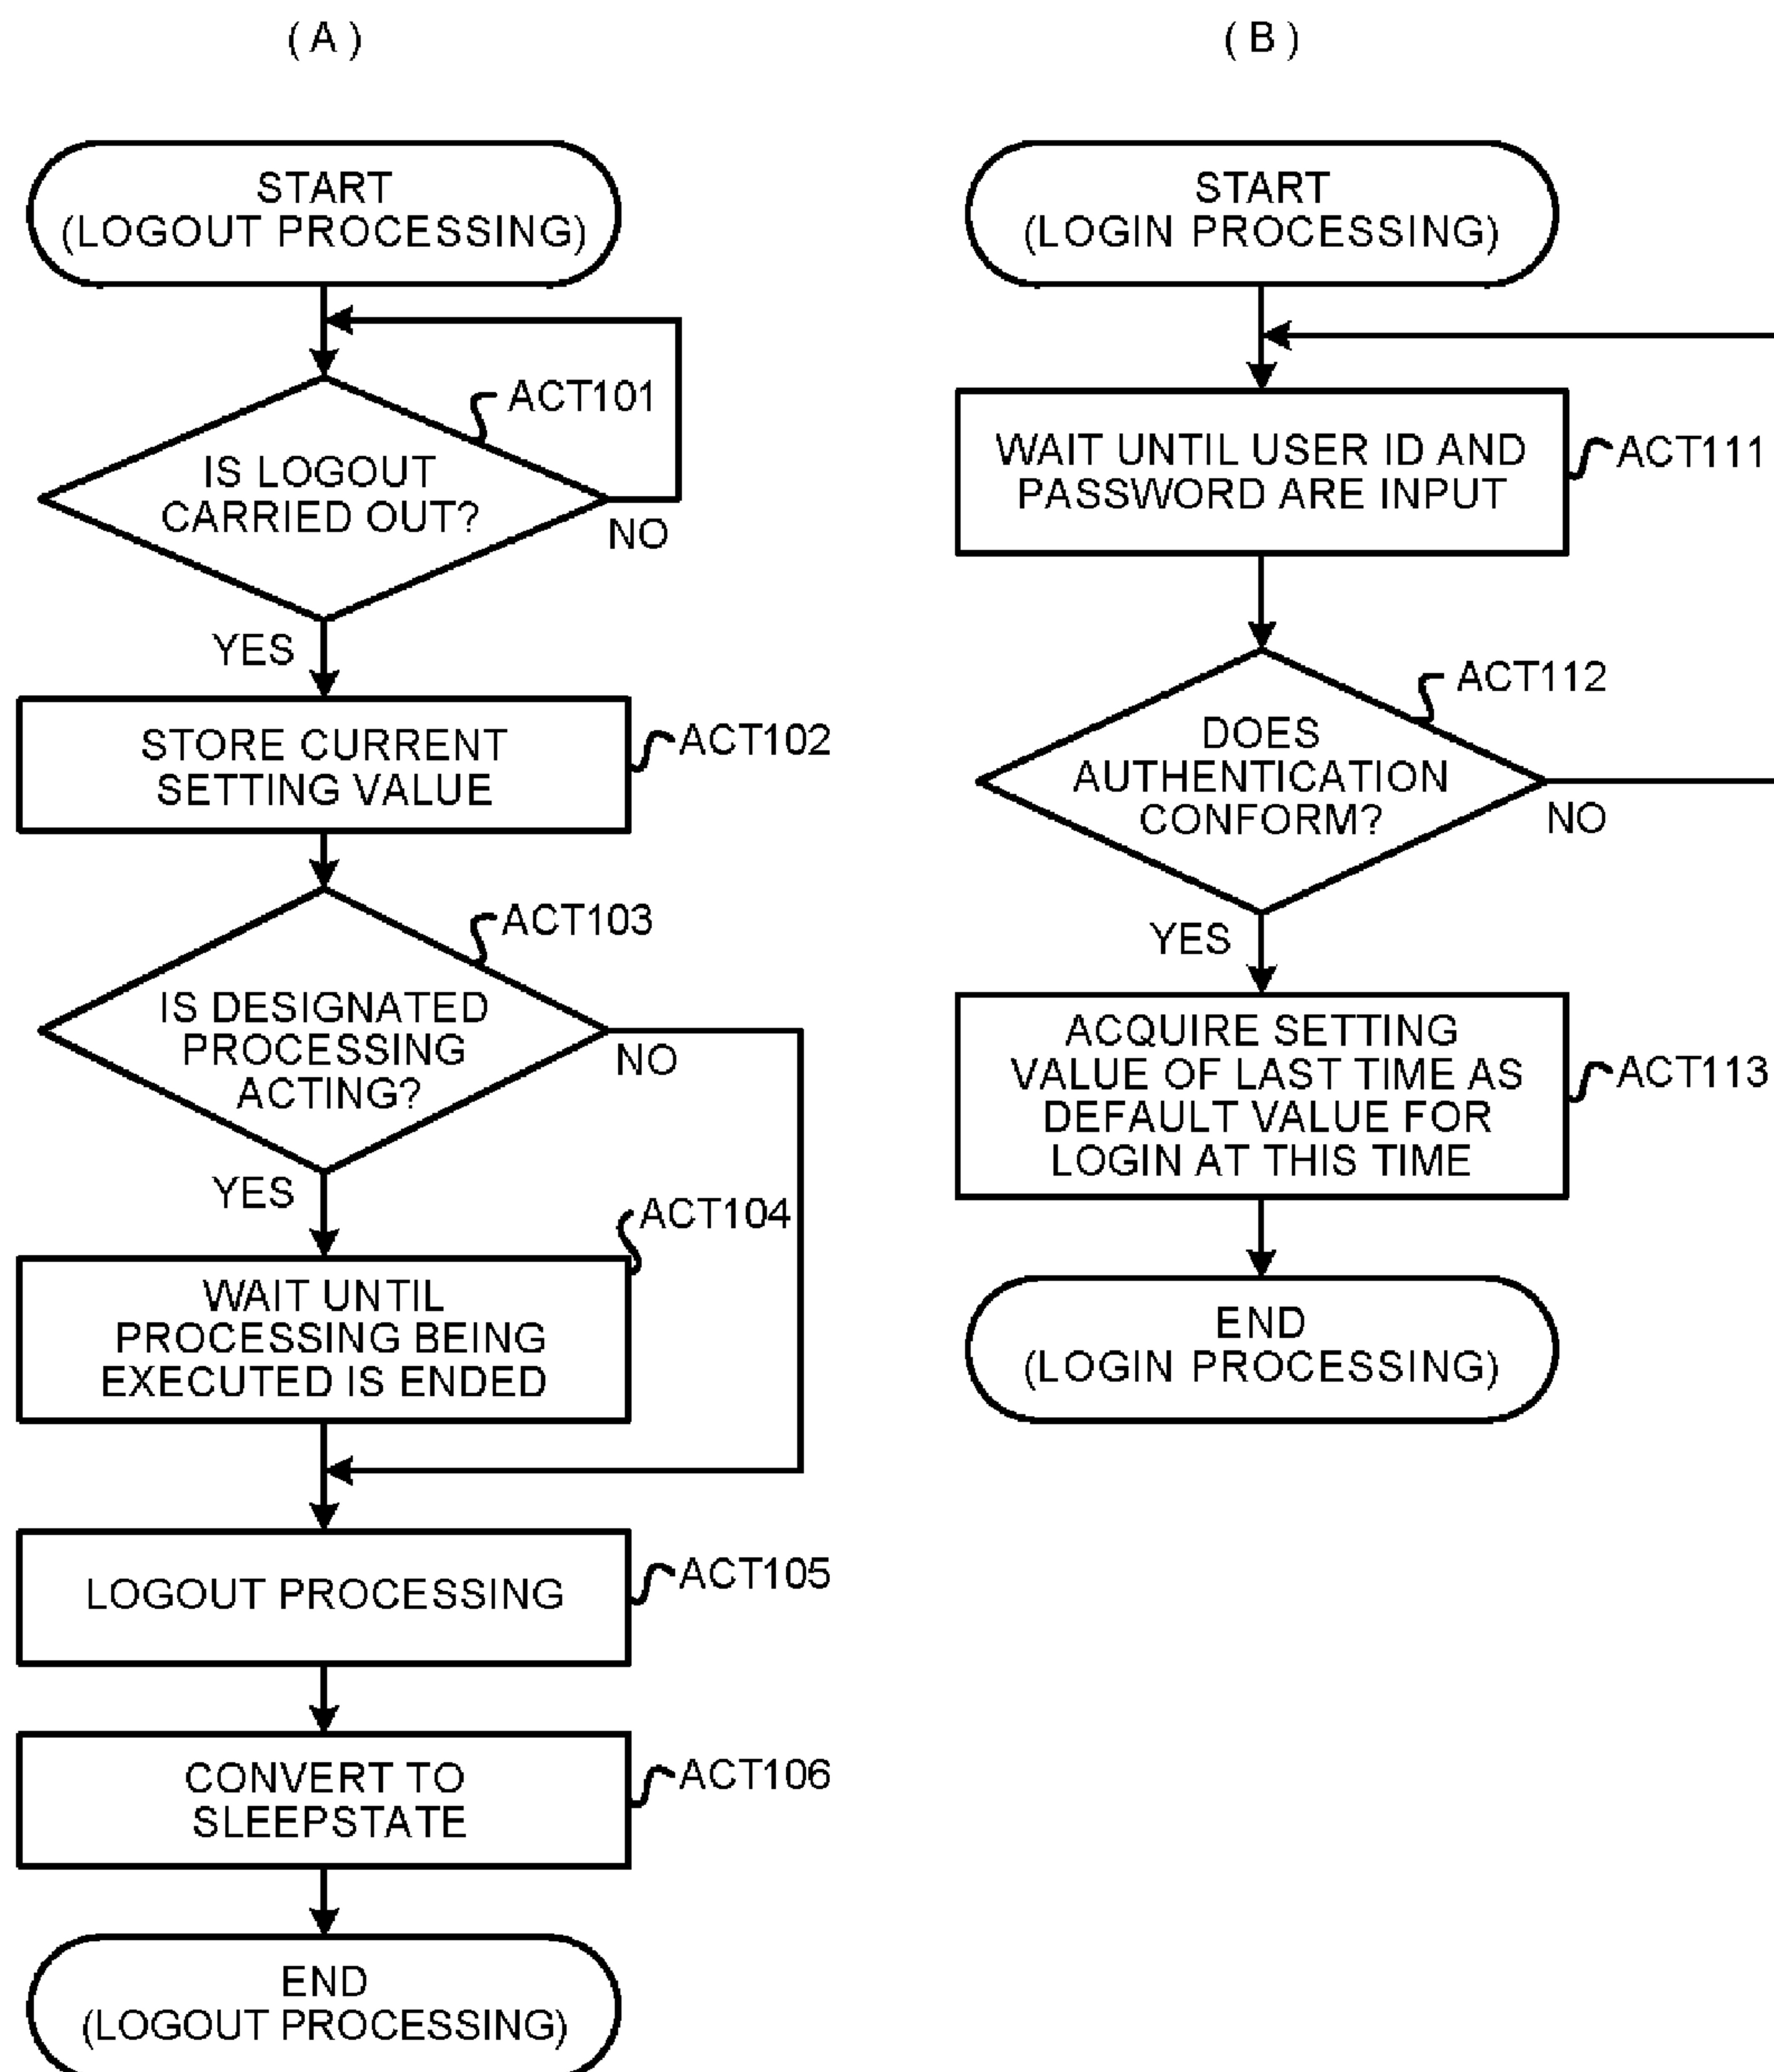 (A)
START
(LOGOUT PROCESSING)
ACT101
IS LOGOUT
CARRIED OUT?
NO
YES
STORE CURRENT
SETTING VALUE
ACT102
ACT103
IS DESIGNATED
PROCESSING
ACTING?
NO
YES
ACT104
WAIT UNTIL
PROCESSING BEING
EXECUTED IS ENDED
LOGOUT PROCESSING
ACT105
CONVERT TO
SLEEPSTATE
ACT106
END
(LOGOUT PROCESSING)
(B)
START
(LOGIN PROCESSING)
WAIT UNTIL USER ID AND
PASSWORD ARE INPUT
ACT111
ACT112
DOES
AUTHENTICATION
CONFORM?
NO
YES
ACQUIRE SETTING
VALUE OF LAST TIME AS
DEFAULT VALUE FOR
LOGIN AT THIS TIME
ACT113
END
(LOGIN PROCESSING)